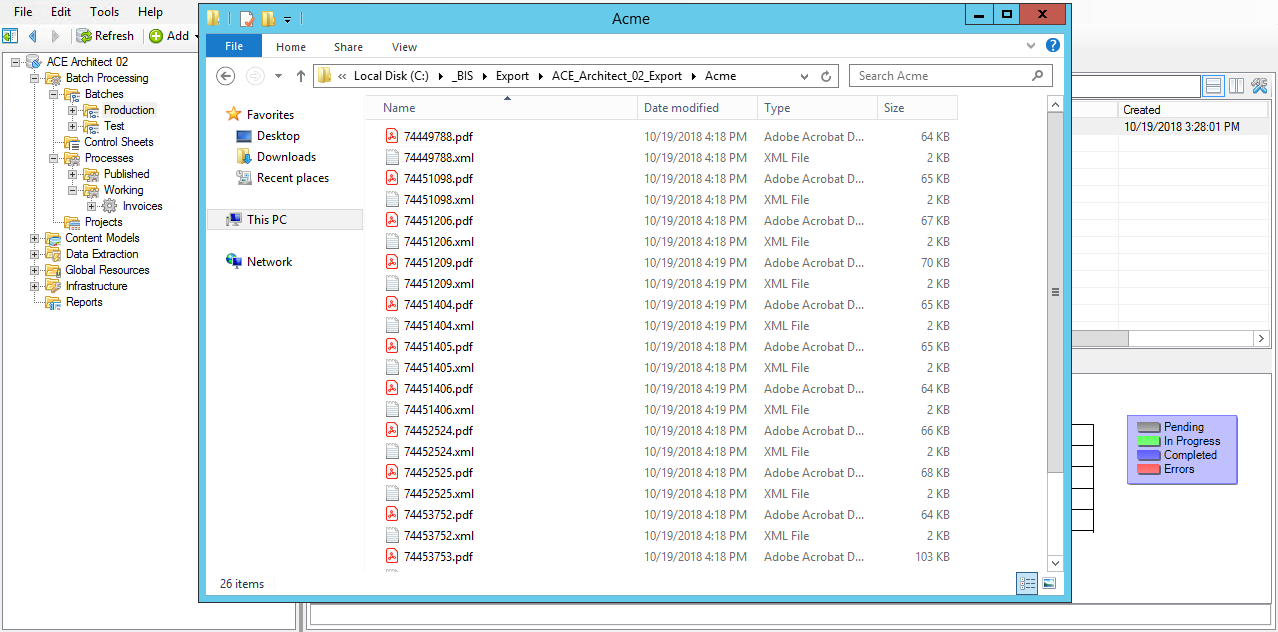 File Edit Tools Help
Refresh Add
ACE Architect 02
Batch Processing
Batches
Production
Test
Control Sheets
Processes
Published
Working
Invoices
Projects
Content Models
Data Extraction
Global Resources
Infrastructure
Reports
Acme
File Home Share View
« Local Disk (C:) _BIS Export ACE_Architect_02_Export Acme
Search Acme
Favorites
Desktop
Downloads
Recent places
This PC
Network
Name Date modified Type Size
74449788.pdf 10/19/2018 4:18 PM Adobe Acrobat D... 64 KB
74449788.xml 10/19/2018 4:18 PM XML File 2 KB
74451098.pdf 10/19/2018 4:18 PM Adobe Acrobat D... 65 KB
74451098.xml 10/19/2018 4:18 PM XML File 2 KB
74451206.pdf 10/19/2018 4:18 PM Adobe Acrobat D... 67 KB
74451206.xml 10/19/2018 4:18 PM XML File 2 KB
74451209.pdf 10/19/2018 4:18 PM Adobe Acrobat D... 70 KB
74451209.xml 10/19/2018 4:19 PM XML File 2 KB
74451404.pdf 10/19/2018 4:19 PM Adobe Acrobat D... 65 KB
74451404.xml 10/19/2018 4:19 PM XML File 2 KB
74451405.pdf 10/19/2018 4:18 PM Adobe Acrobat D... 65 KB
74451405.xml 10/19/2018 4:18 PM XML File 2 KB
74451406.pdf 10/19/2018 4:19 PM Adobe Acrobat D... 64 KB
74451406.xml 10/19/2018 4:19 PM XML File 2 KB
74452524.pdf 10/19/2018 4:18 PM Adobe Acrobat D... 66 KB
74452524.xml 10/19/2018 4:18 PM XML File 2 KB
74452525.pdf 10/19/2018 4:18 PM Adobe Acrobat D... 68 KB
74452525.xml 10/19/2018 4:18 PM XML File 2 KB
74453752.pdf 10/19/2018 4:18 PM Adobe Acrobat D... 64 KB
74453752.xml 10/19/2018 4:18 PM XML File 2 KB
74453753.pdf 10/19/2018 4:18 PM Adobe Acrobat D... 103 KB
26 items
Created
10/19/2018 3:28:01 PM
Pending
In Progress
Completed
Errors